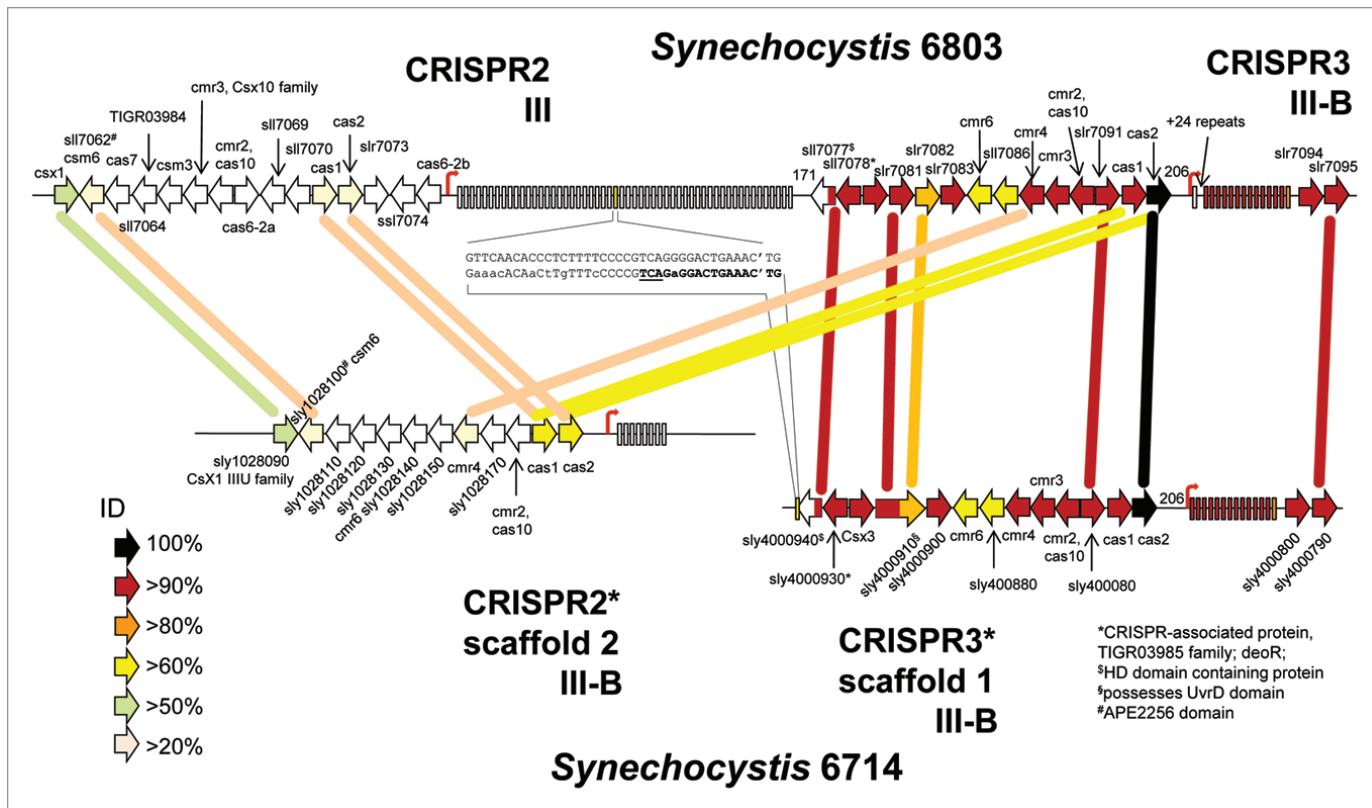 Synechocystis 6803
CRISPR2
III
CRISPR3
III-B
cmr3, Csx10 family
TIGR03984
sll7062#
csm6
csx1
cas7
csm3
cmr2,
cas10
sll7069
sll7070
cas1
cas2
slr7073
cas6-2b
sll7064
cas6-2a
ssl7074
sll7077$
sll7078*
171
slr7081
slr7082
slr7083
cmr6
sll7086
cmr4
cmr3
cmr2,
cas10
slr7091
cas1
cas2
206
+24 repeats
slr7094
slr7095
GTTCAACACCCTCTTTTCCCCGTCAGGGGACTGAAAC’TG
GaaacACAaCtTgTTTcCCCCGTCAGaGGACTGAAAC’TG
sly1028100# csm6
sly1028090
CsX1 IIIU family
sly1028110
sly1028120
sly1028130
cmr6 sly1028140
sly1028150
cmr4
sly1028170
cmr2,
cas10
cas1
cas2
sly4000940$
sly4000930*
Csx3
sly4000910§
sly4000900
cmr6
sly400880
cmr4
cmr3
cmr2,
cas10
sly400080
cas1
cas2
206
sly4000800
sly4000790
ID
100%
>90%
>80%
>60%
>50%
>20%
CRISPR2*
scaffold 2
III-B
CRISPR3*
scaffold 1
III-B
*CRISPR-associated protein,
TIGR03985 family; deoR;
$HD domain containing protein
§possesses UvrD domain
#APE2256 domain
Synechocystis 6714